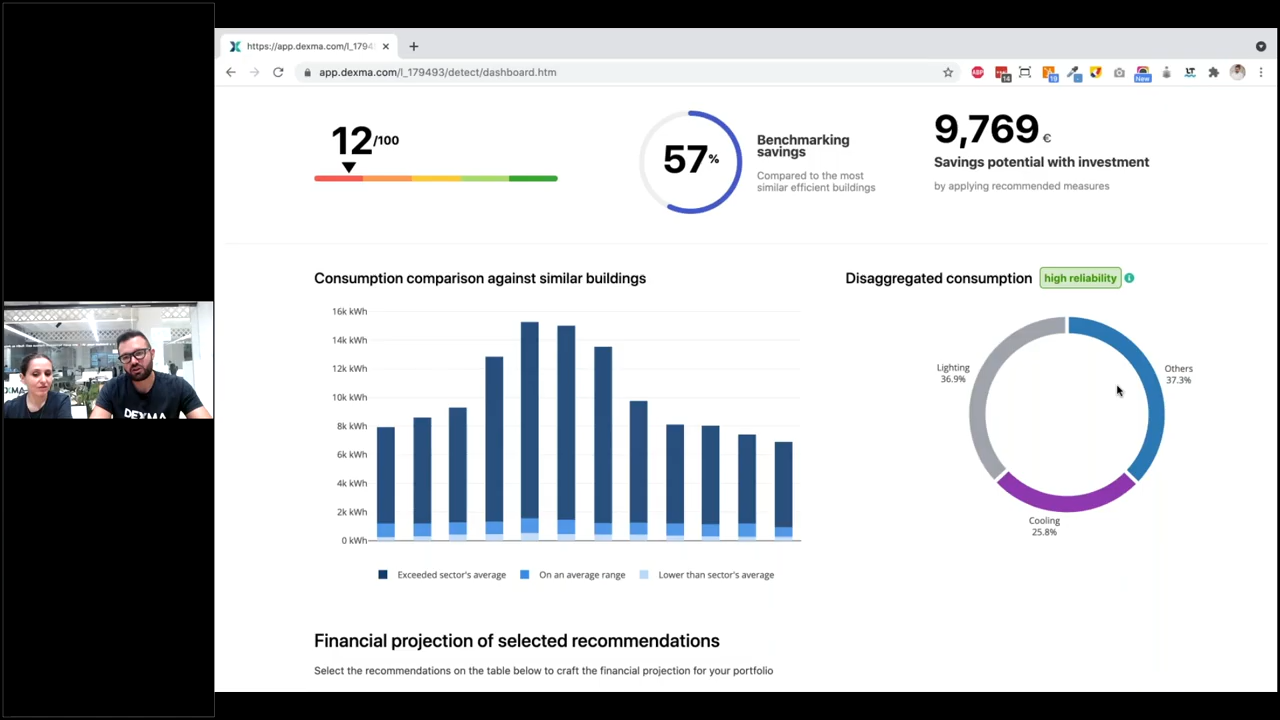 https://app.dexma.com/l_1794
app.dexma.com/l_179493/detect/dashboard.htm
ABP
14
19
New
LT
12/100
57%
Benchmarking
savings
Compared to the most
similar efficient buildings
9,769 €
Savings potential with investment
by applying recommended measures
Consumption comparison against similar buildings
16k kWh
14k kWh
12k kWh
10k kWh
8k kWh
6k kWh
4k kWh
2k kWh
0 kWh
Exceeded sector's average
On an average range
Lower than sector's average
Disaggregated consumption
high reliability
Lighting
36.9%
Others
37.3%
Cooling
25.8%
DEXMA
Financial projection of selected recommendations
Select the recommendations on the table below to craft the financial projection for your portfolio